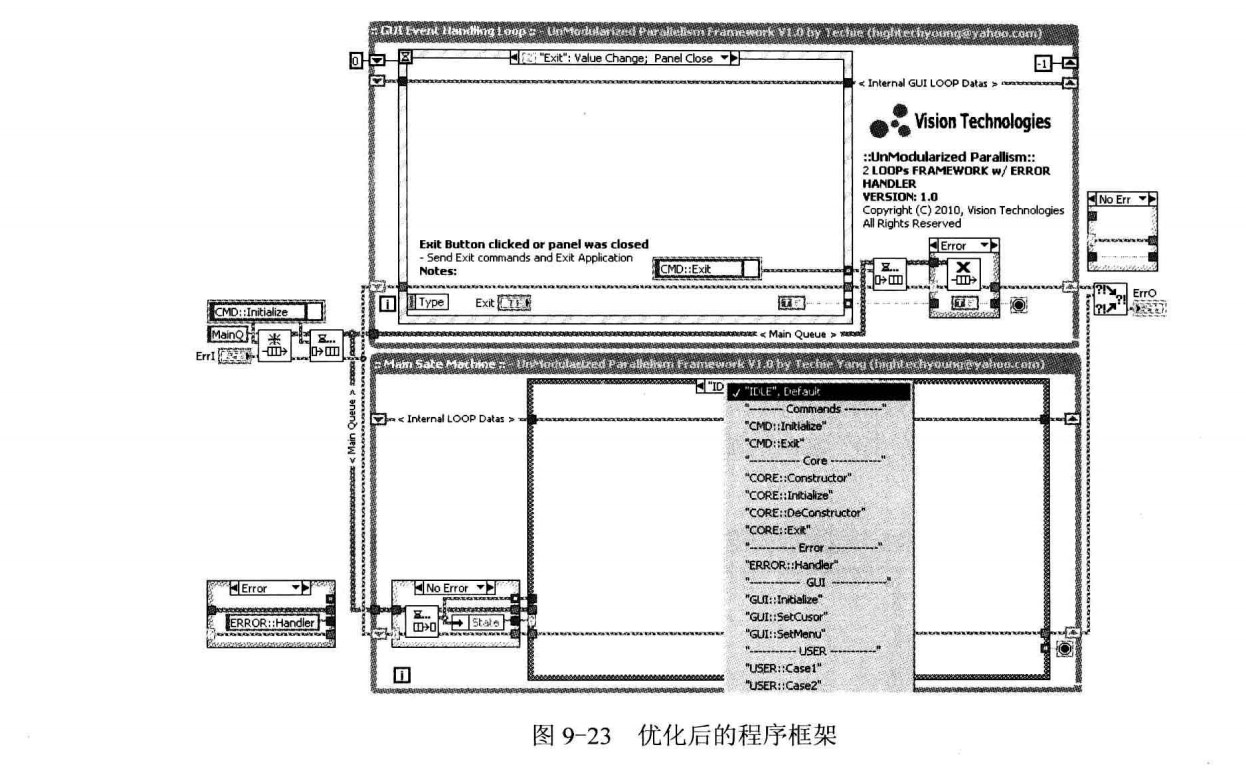 :: GUI Event Handling Loop :: - UnModularized Parallelism Framework V1.0 by Techie (hightechyoung@yahoo.com)
0
"Exit": Value Change; Panel Close
-1
< Internal GUI LOOP Datas >
Vision Technologies
::UnModularized Parallism::
2 LOOPs FRAMEWORK w/ ERROR
HANDLER
VERSION: 1.0
Copyright (C) 2010, Vision Technologies
All Rights Reserved
No Err
Exit Button clicked or panel was closed
- Send Exit commands and Exit Application
Notes:
CMD::Exit
Error
i
Type
Exit
ErrO
CMD::Initialize
MainQ
ErrI
< Main Queue >
:: Main Sate Machine :: - UnModularized Parallelism Framework V1.0 by Techie Yang (hightechyoung@yahoo.com)
"ID
"IDLE", Default
"-------- Commands ---------"
"CMD::Initialize"
"CMD::Exit"
"----------- Core -----------"
"CORE::Constructor"
"CORE::Initialize"
"CORE::DeConstructor"
"CORE::Exit"
"---------- Error -----------"
"ERROR::Handler"
"---------- GUI -----------"
"GUI::Initialize"
"GUI::SetCusor"
"GUI::SetMenu"
"---------- USER ----------"
"USER::Case1"
"USER::Case2"
< Internal LOOP Datas >
< Main Queue >
Error
ERROR::Handler
No Error
State
i
图 9-23 优化后的程序框架